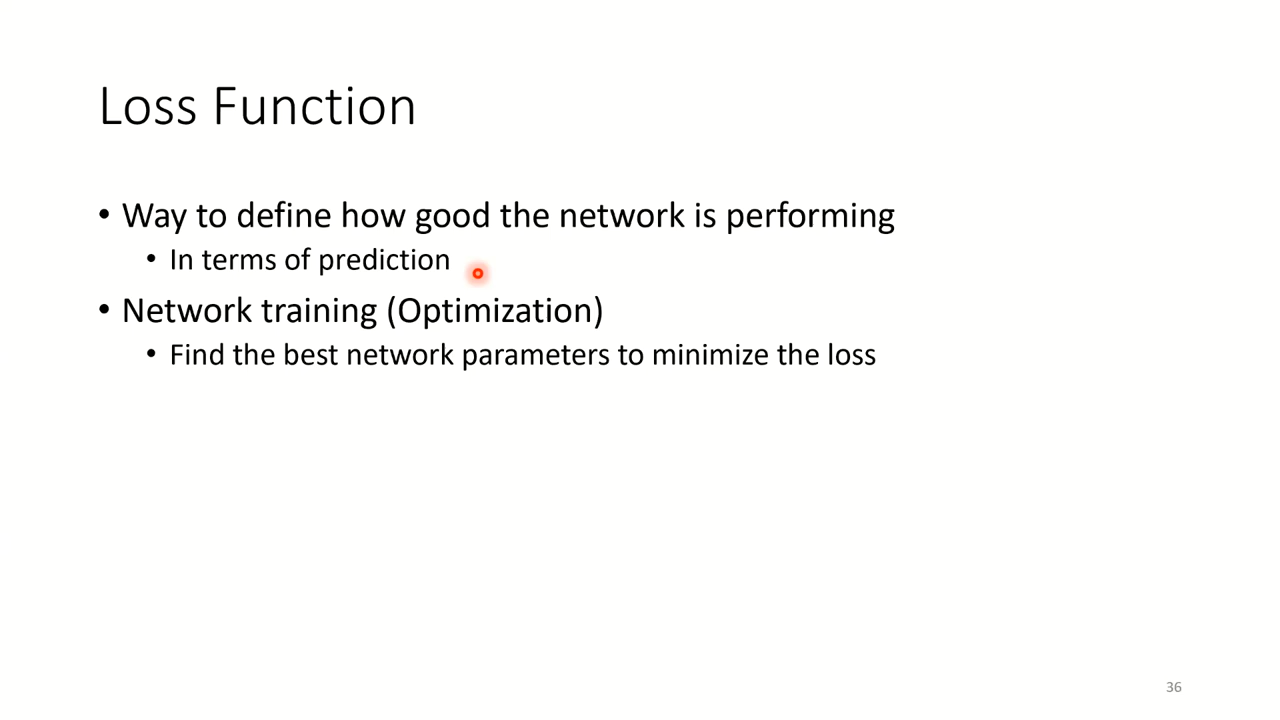 Loss Function
• Way to define how good the network is performing
• In terms of prediction
• Network training (Optimization)
• Find the best network parameters to minimize the loss
36